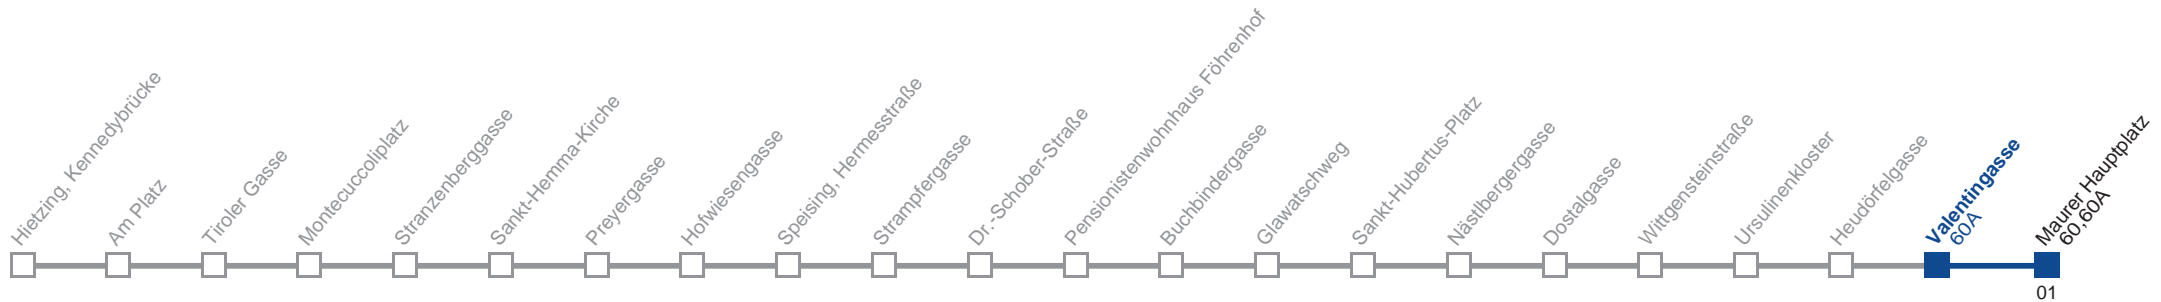 Hietzing, Kennedybrücke
Am Platz
Tiroler Gasse
Montecuccoliplatz
Stranzenberggasse
Sankt-Hemma-Kirche
Preyergasse
Hofwiesengasse
Speising, Hermesstraße
Strampfergasse
Dr.-Schober-Straße
Pensionistenwohnhaus Föhrenhof
Buchbindergasse
Glawatschweg
Sankt-Hubertus-Platz
Nästlbergergasse
Dostalgasse
Wittgensteinstraße
Ursulinenkloster
Heudörfelgasse
Valentingasse
60A
Maurer Hauptplatz
60,60A
01